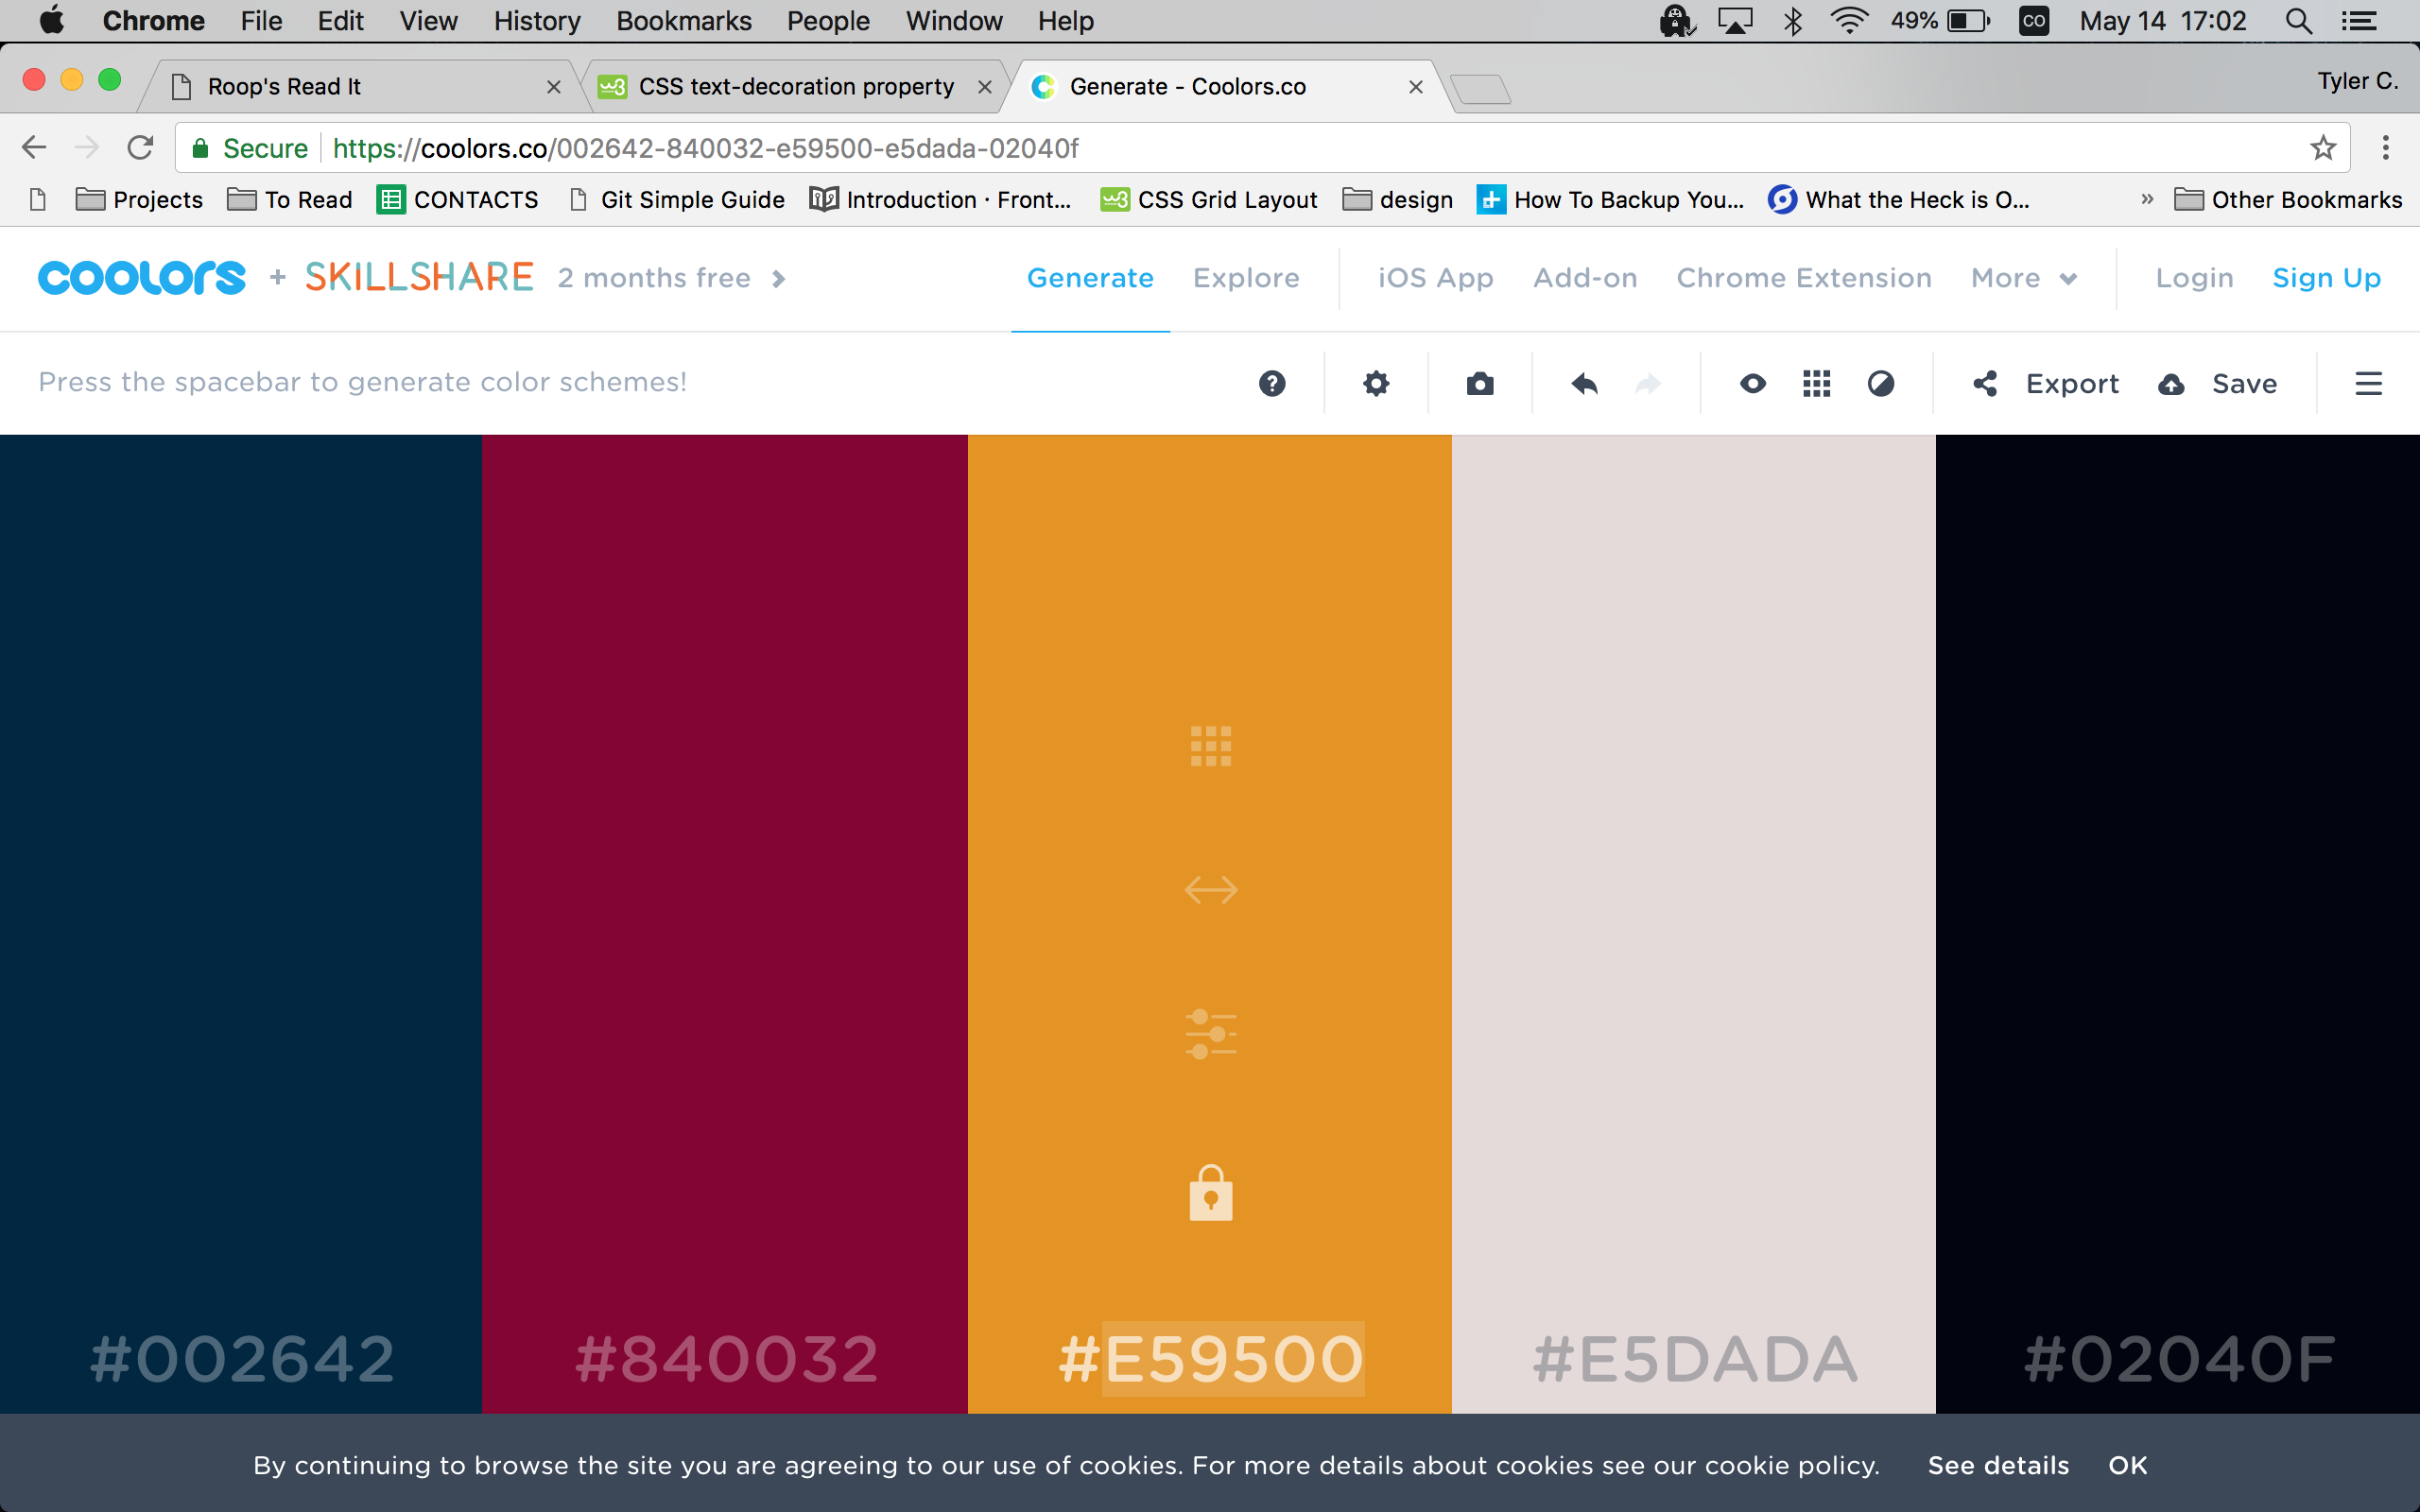 Chrome File Edit View History Bookmarks People Window Help 49% CO May 14 17:02
Roop's Read It CSS text-decoration property Generate - Coolors.co Tyler C.
Secure https://coolors.co/002642-840032-e59500-e5dada-02040f
Projects To Read CONTACTS Git Simple Guide Introduction · Front... CSS Grid Layout design How To Backup You... What the Heck is O... » Other Bookmarks
coolors + SKILLSHARE 2 months free Generate Explore iOS App Add-on Chrome Extension More Login Sign Up
Press the spacebar to generate color schemes! Export Save
#002642 #840032 #E59500 #E5DADA #02040F
By continuing to browse the site you are agreeing to our use of cookies. For more details about cookies see our cookie policy. See details OK